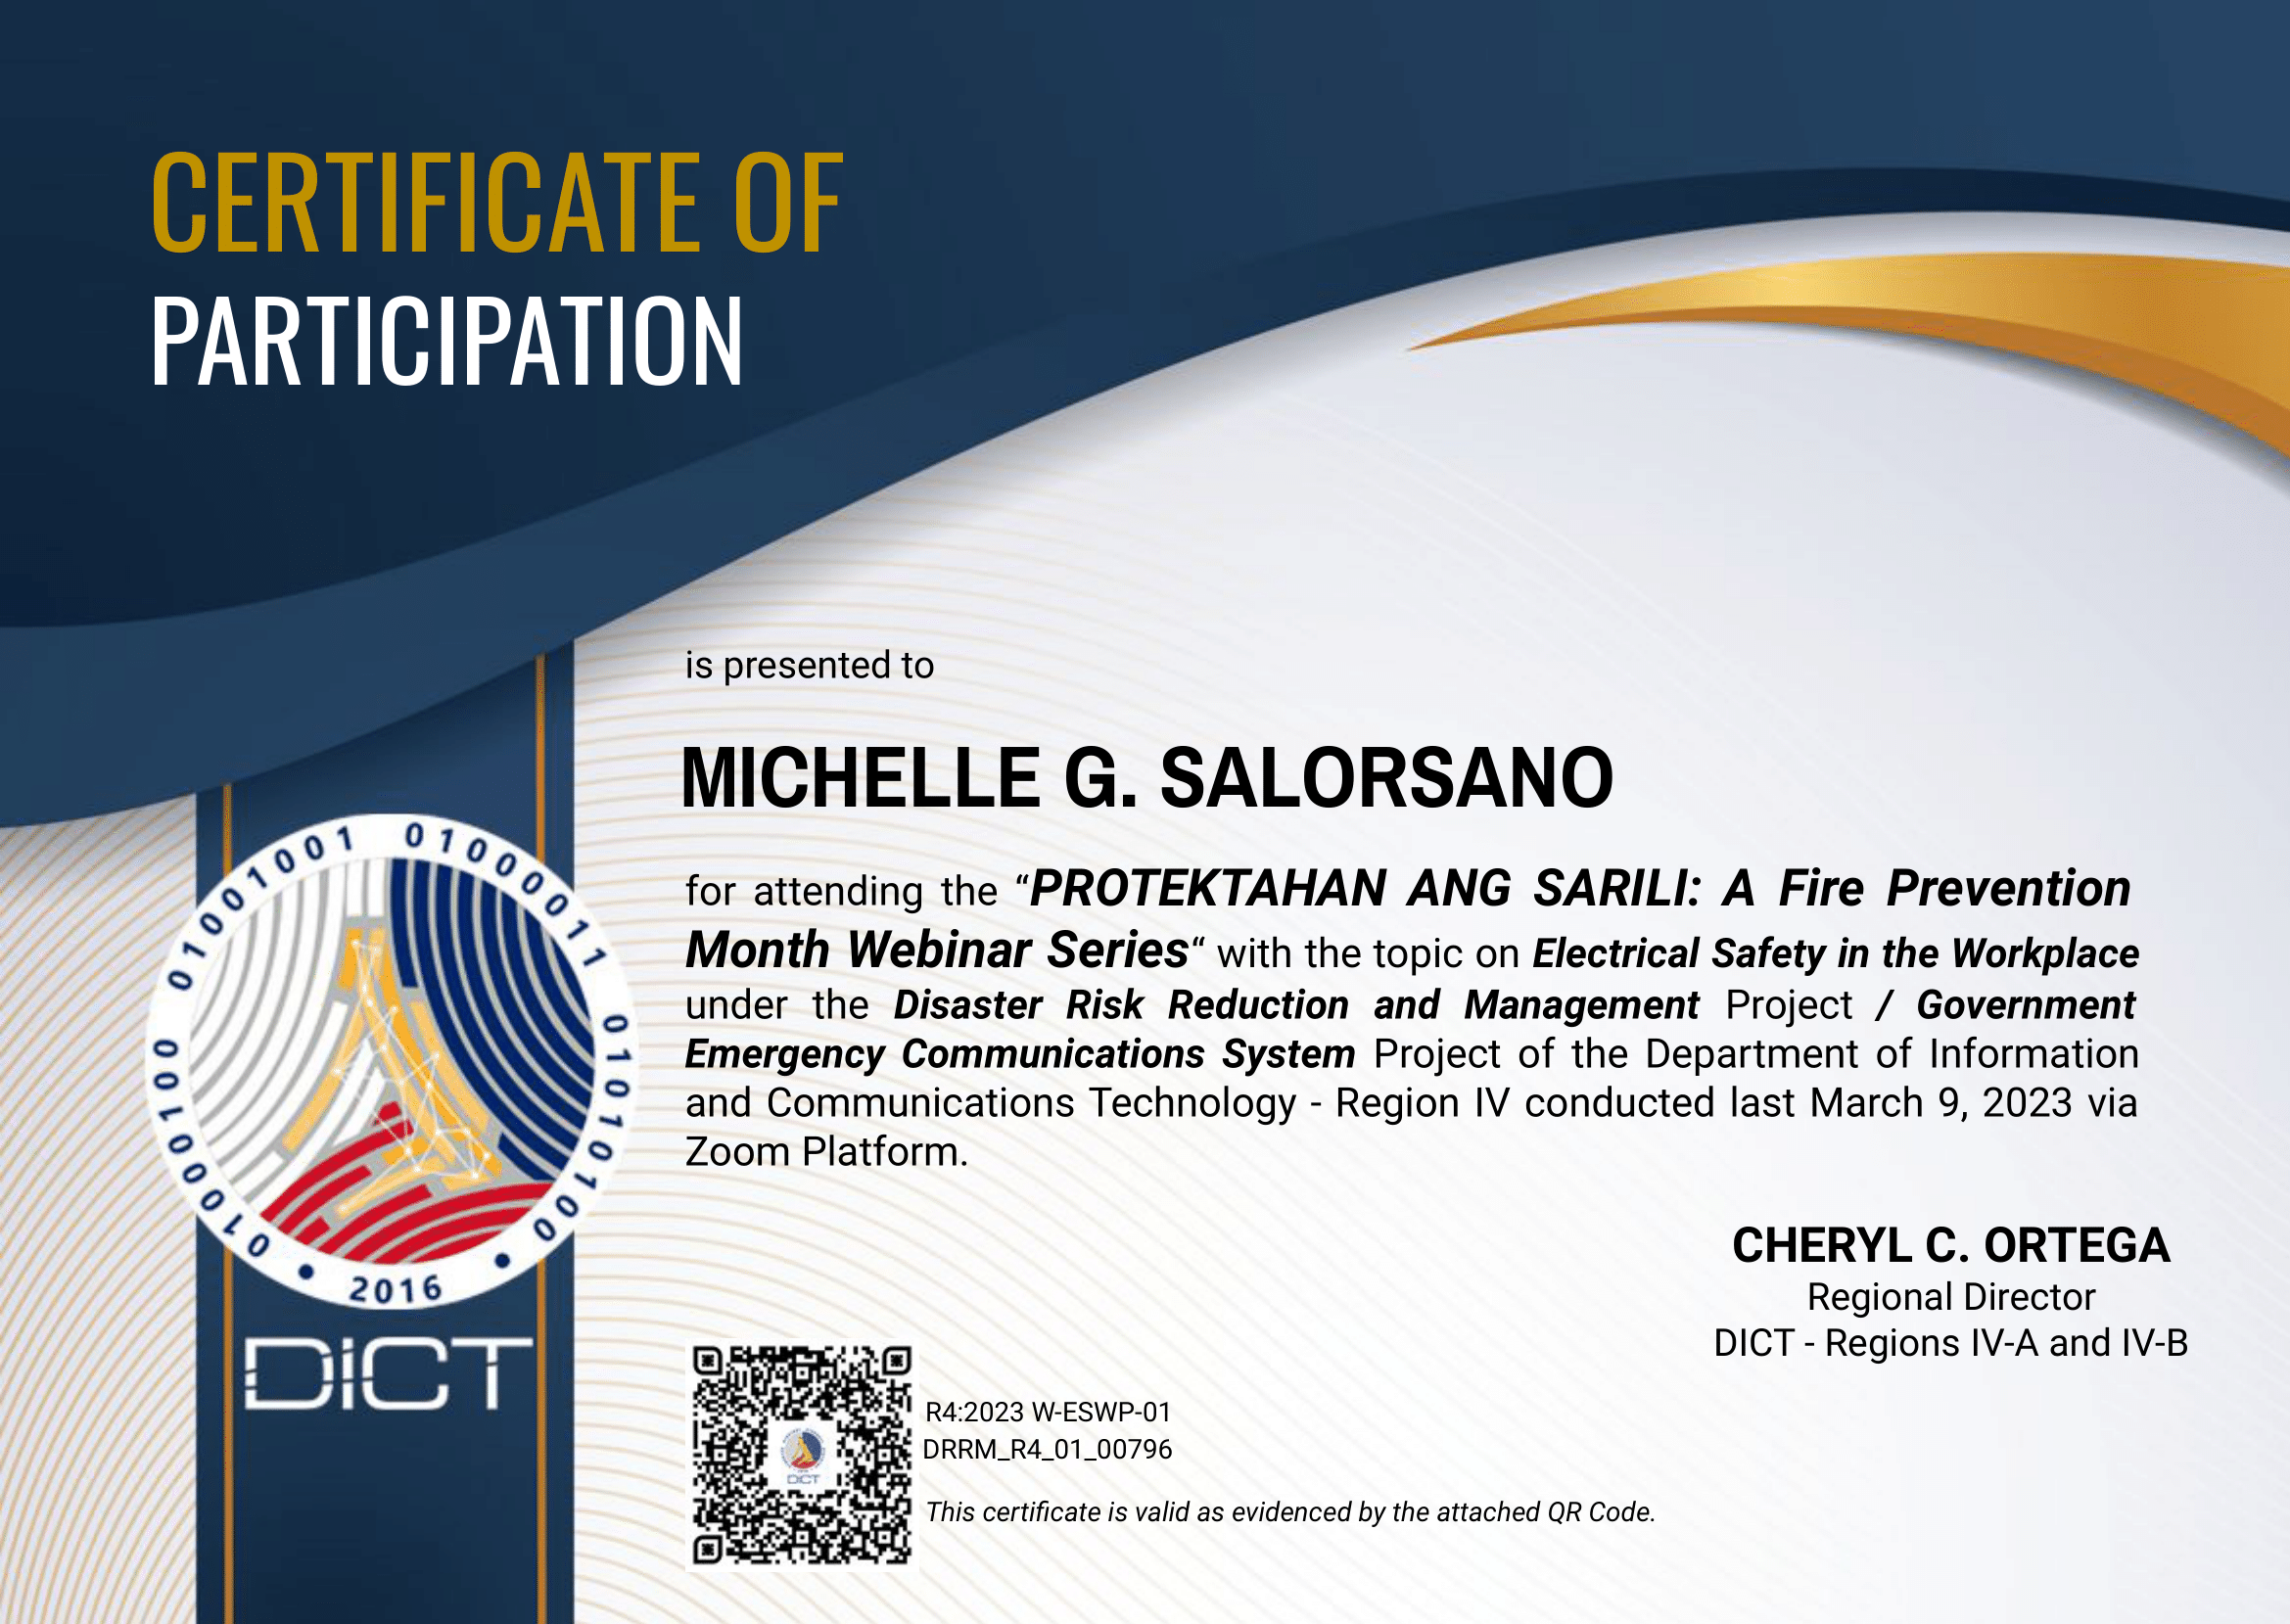 CERTIFICATE OF
PARTICIPATION
is presented to
MICHELLE G. SALORSANO
for attending the “PROTEKTAHAN ANG SARILI: A Fire Prevention
Month Webinar Series“ with the topic on Electrical Safety in the Workplace
under the Disaster Risk Reduction and Management Project / Government
Emergency Communications System Project of the Department of Information
and Communications Technology - Region IV conducted last March 9, 2023 via
Zoom Platform.
01000100 01001001 01000011 01010100
• 2016 •
DICT
CHERYL C. ORTEGA
Regional Director
DICT - Regions IV-A and IV-B
DICT
R4:2023 W-ESWP-01
DRRM_R4_01_00796
This certificate is valid as evidenced by the attached QR Code.